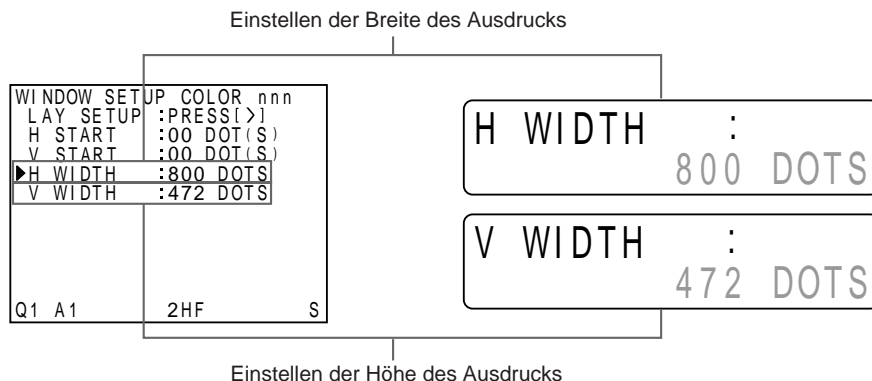 Einstellen der Breite des Ausdrucks
WINDOW SETUP COLOR nnn
LAY SETUP :PRESS[>]
H START :00 DOT(S)
V START :00 DOT(S)
▶H WIDTH :800 DOTS
V WIDTH :472 DOTS
Q1 A1 2HF S
H WIDTH :
800 DOTS
V WIDTH :
472 DOTS
Einstellen der Höhe des Ausdrucks